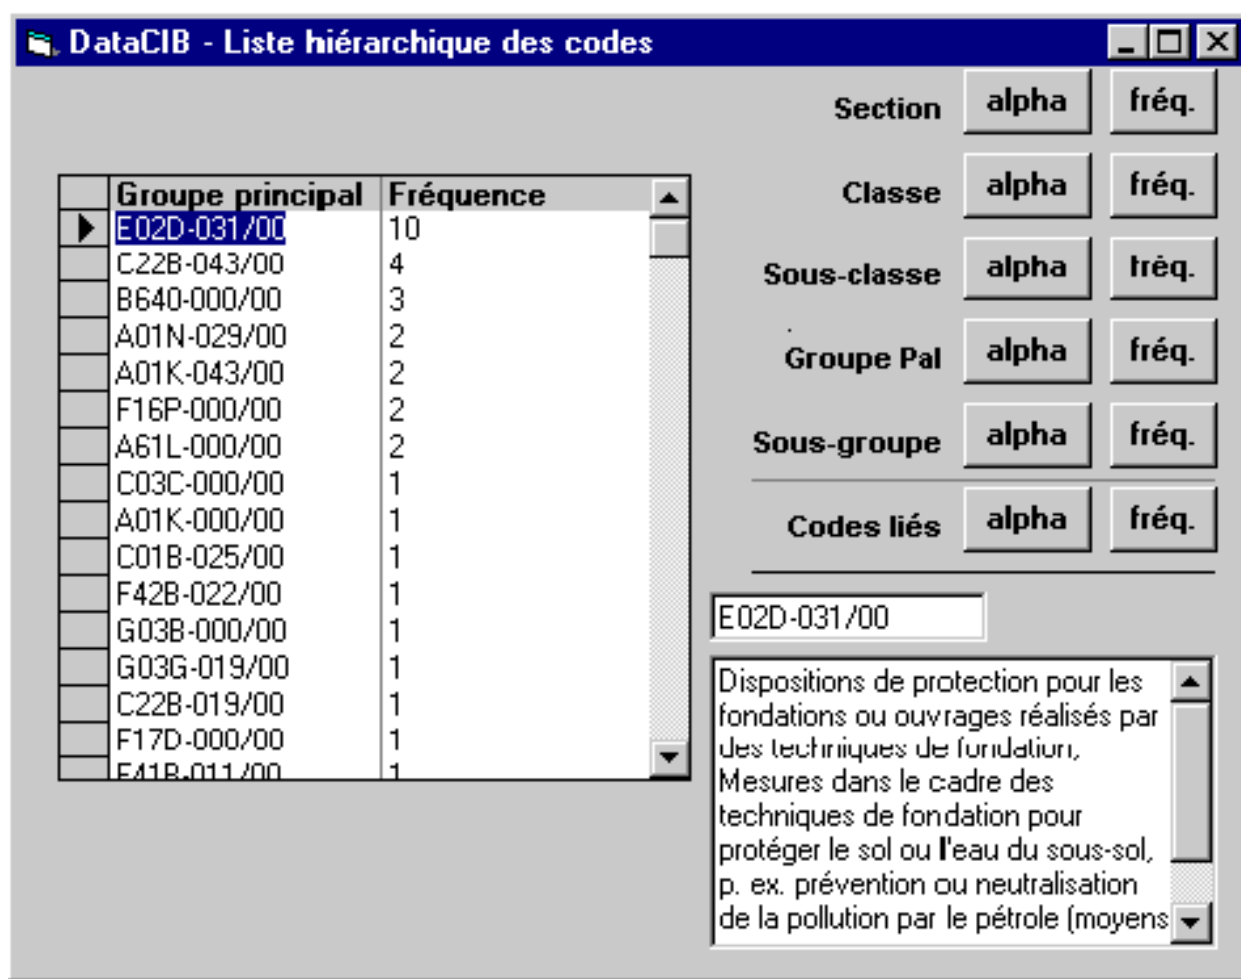 DataCIB - Liste hiérarchique des codes
Section alpha fréq.
Classe alpha fréq.
Sous-classe alpha fréq.
Groupe Pal alpha fréq.
Sous-groupe alpha fréq.
Codes liés alpha fréq.
Groupe principal Fréquence
E02D-031/00 10
C22B-043/00 4
B640-000/00 3
A01N-029/00 2
A01K-043/00 2
F16P-000/00 2
A61L-000/00 2
C03C-000/00 1
A01K-000/00 1
C01B-025/00 1
F42B-022/00 1
G03B-000/00 1
G03G-019/00 1
C22B-019/00 1
F17D-000/00 1
F41B-011/00 1
E02D-031/00
Dispositions de protection pour les
fondations ou ouvrages réalisés par
des techniques de fondation,
Mesures dans le cadre des
techniques de fondation pour
protéger le sol ou l'eau du sous-sol,
p. ex. prévention ou neutralisation
de la pollution par le pétrole (moyens